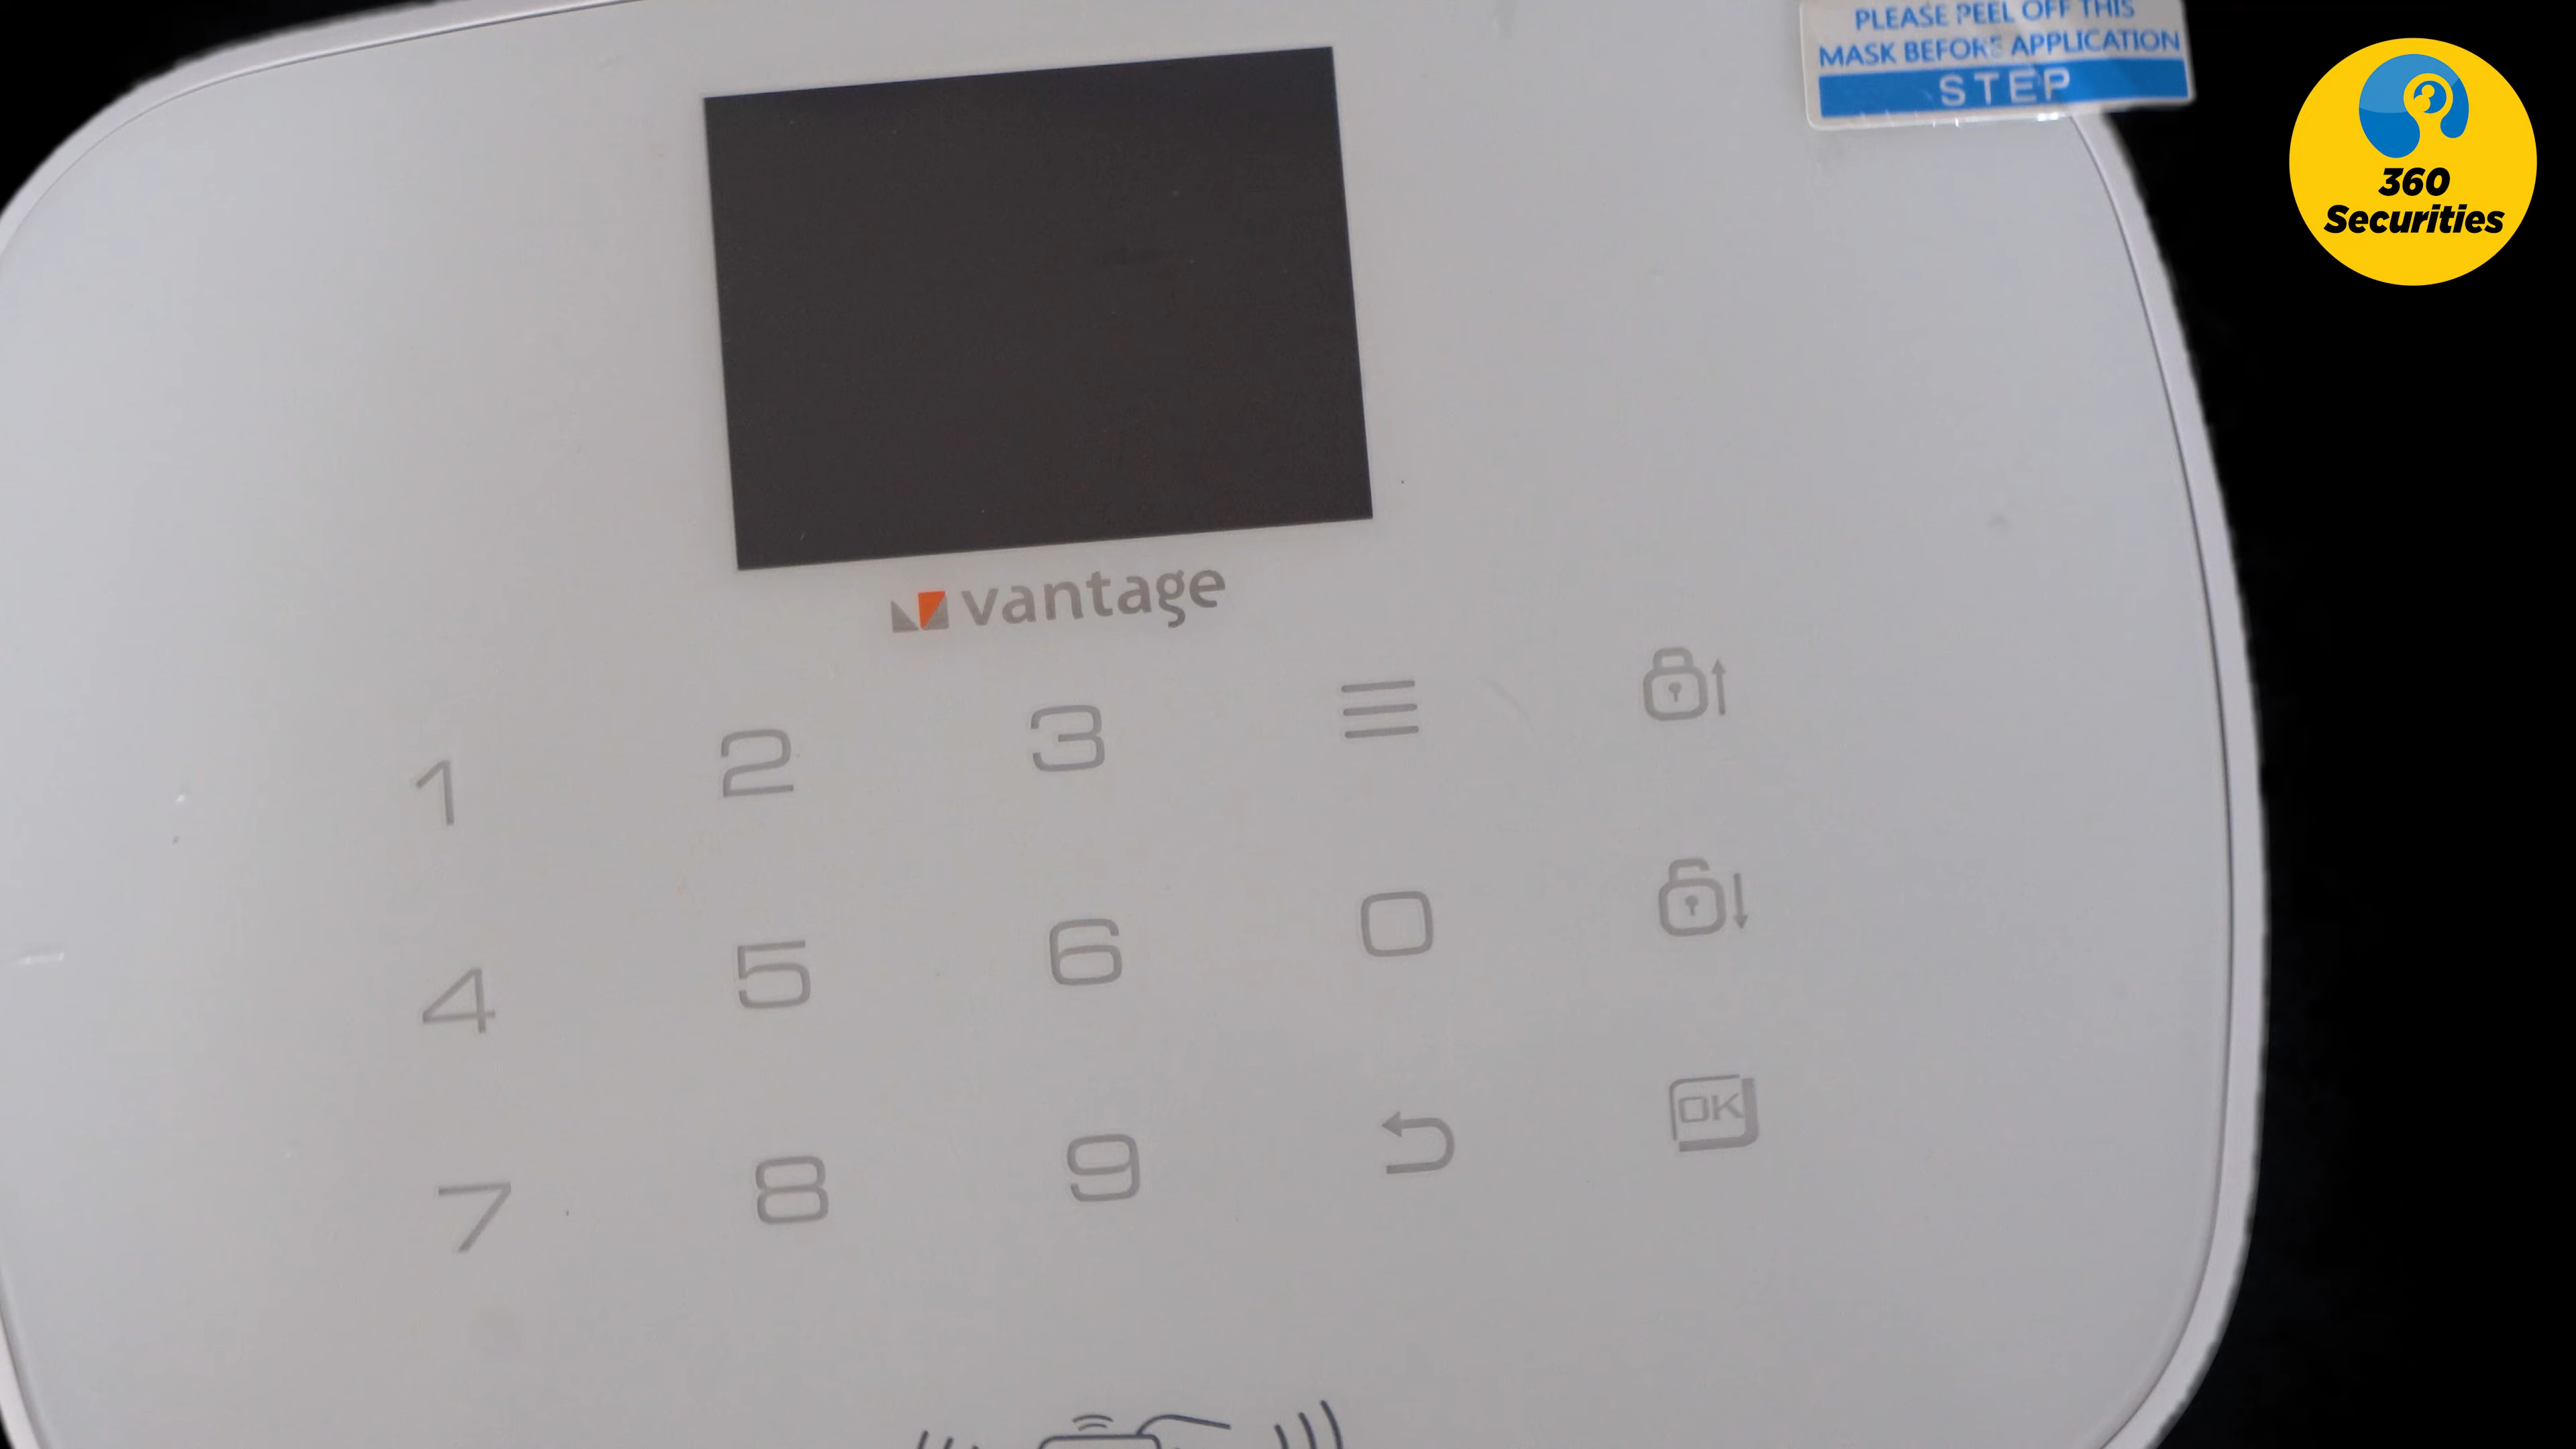 PLEASE PEEL OFF THIS
MASK BEFORE APPLICATION
STEP
3
360
Securities
vantage
1 2 3
4 5 6 0
7 8 9 OK